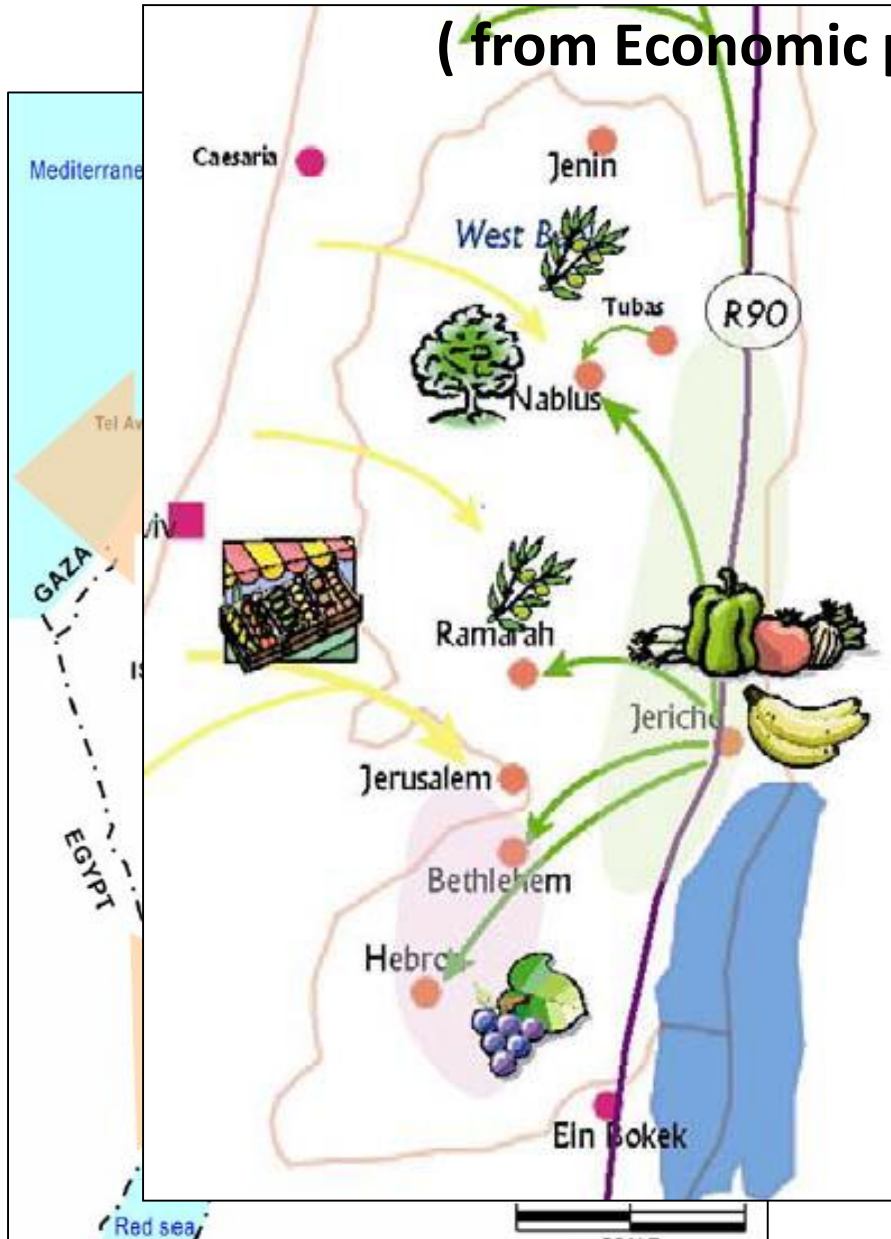 ( from Economic p
Mediterrane
Caesaria
Jenin
West B
Tubas
R90
Nablus
Tel Av
viv
GAZA
Ramarah
IS
Jericho
Jerusalem
EGYPT
Bethlehem
Hebron
Ein Bokek
Red sea